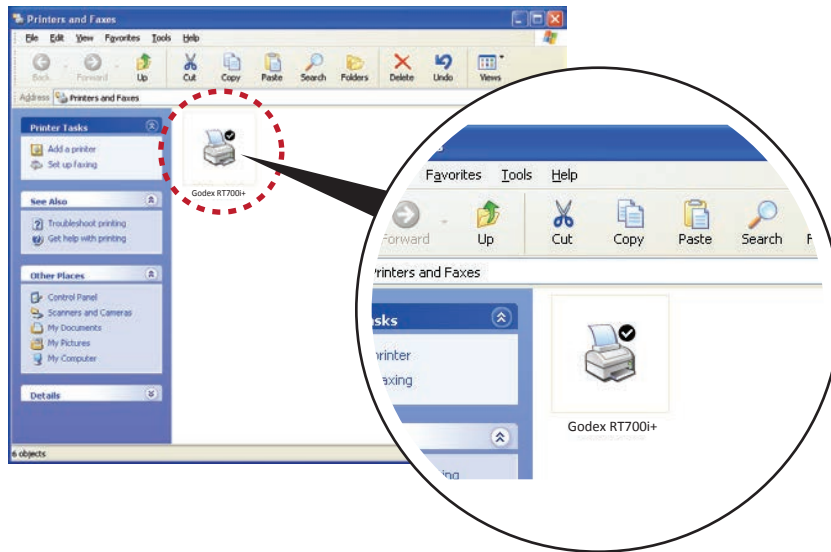 Printers and Faxes
File Edit View Favorites Tools Help
Back Forward Up Cut Copy Paste Search Folders Delete Undo Views
Address Printers and Faxes
Printer Tasks
Add a printer
Set up faxing
See Also
Troubleshoot printing
Get help with printing
Other Places
Control Panel
Scanners and Cameras
My Documents
My Pictures
My Computer
Details
Godex RT700i+
6 objects
Favorites Tools Help
Forward Up Cut Copy Paste Search F
Printers and Faxes
asks
printer
axing
Godex RT700i+
ing